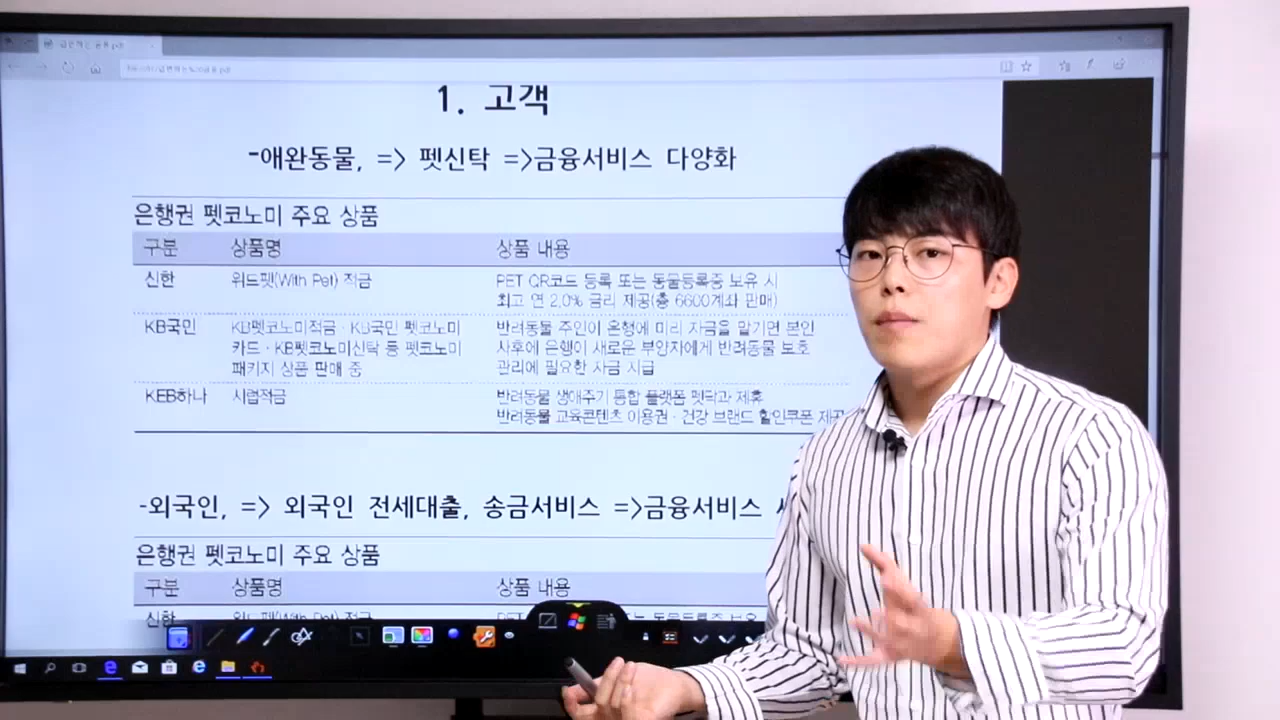 1. 고객
-애완동물, => 펫신탁 =>금융서비스 다양화
은행권 펫코노미 주요 상품
구분 상품명 상품 내용
신한 위드펫(With Pet) 적금 PET QR코드 등록 또는 동물등록증 보유 시
최고 연 2.0% 금리 제공(총 6600계좌 판매)
KB국민 KB펫코노미적금·KB국민 펫코노미 반려동물 주인이 은행에 미리 자금을 맡기면 본인
카드·KB펫코노미신탁 등 펫코노미 사후에 은행이 새로운 부양자에게 반려동물 보호
패키지 상품 판매 중 관리에 필요한 자금 지급
KEB하나 시럽적금 반려동물 생애주기 통합 플랫폼 펫닥과 제휴
반려동물 교육콘텐츠 이용권·건강 브랜드 할인쿠폰 제공
-외국인, => 외국인 전세대출, 송금서비스 =>금융서비스
은행권 펫코노미 주요 상품
구분 상품명 상품 내용
신한 위드펫(With Pet) 적금 PET